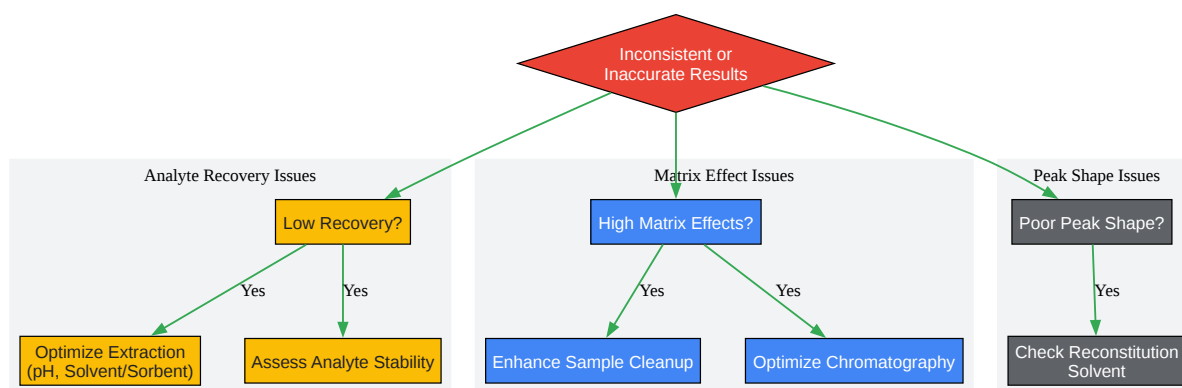 Inconsistent or
Inaccurate Results
Analyte Recovery Issues
Matrix Effect Issues
Peak Shape Issues
Low Recovery?
High Matrix Effects?
Poor Peak Shape?
Yes
Yes
Yes
Yes
Yes
Optimize Extraction
(pH, Solvent/Sorbent)
Assess Analyte Stability
Enhance Sample Cleanup
Optimize Chromatography
Check Reconstitution
Solvent